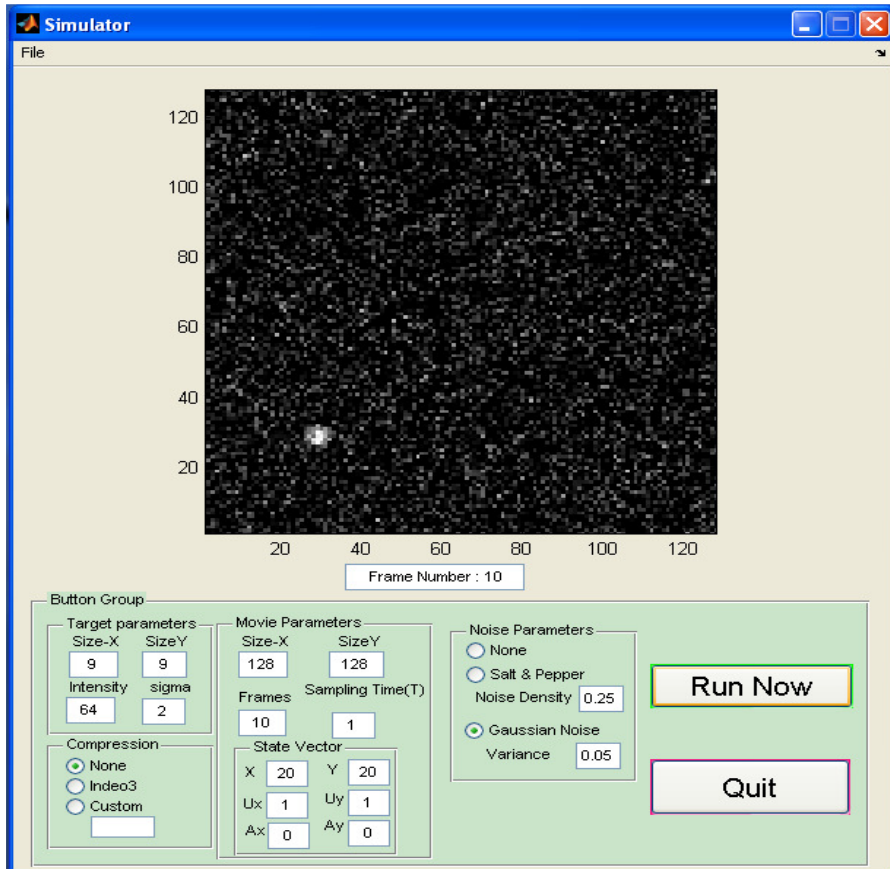 Simulator
File
120
100
80
60
40
20
20 40 60 80 100 120
Frame Number : 10
Button Group
Target parameters
Size-X SizeY
9 9
Intensity sigma
64 2
Compression
None
Indeo3
Custom
Movie Parameters
Size-X SizeY
128 128
Frames Sampling Time(T)
10 1
State Vector
X 20 Y 20
Ux 1 Uy 1
Ax 0 Ay 0
Noise Parameters
None
Salt & Pepper
Noise Density 0.25
Gaussian Noise
Variance 0.05
Run Now
Quit